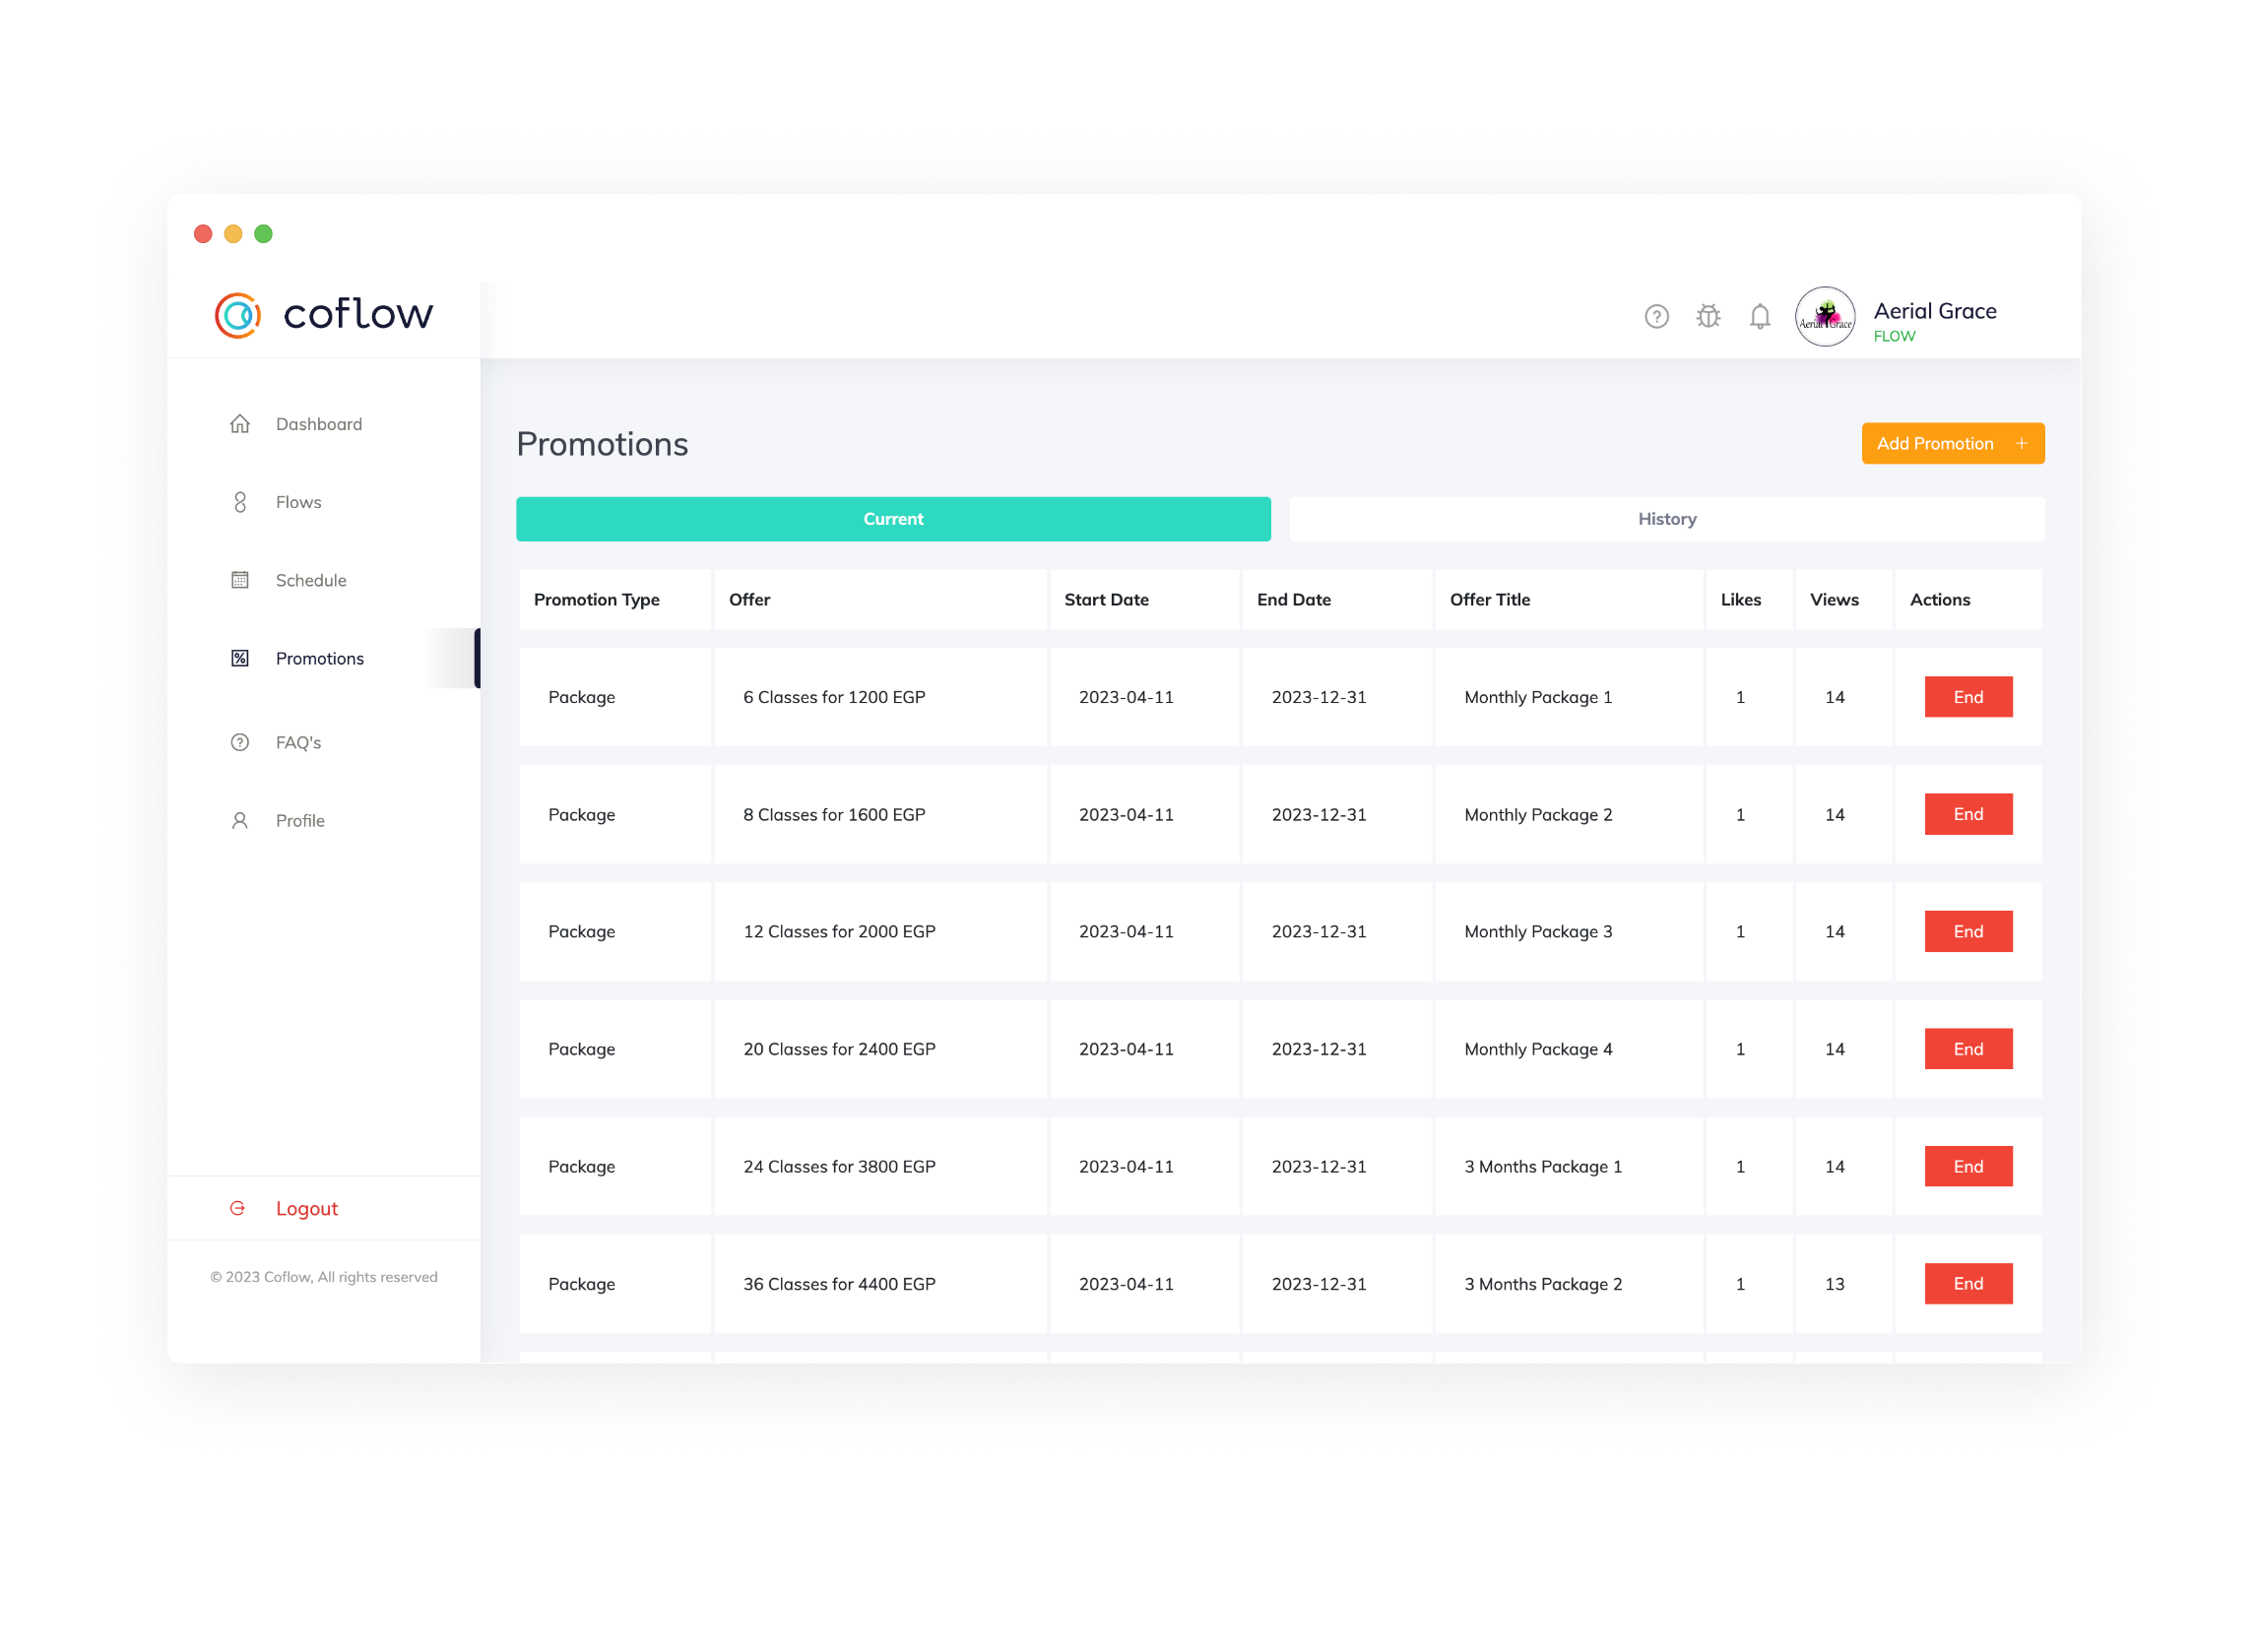 coflow
Aerial Grace
Aerial Grace
FLOW
Dashboard
Flows
Schedule
Promotions
FAQ's
Profile
Logout
© 2023 Coflow, All rights reserved
Promotions
Add Promotion +
Current History
Promotion Type Offer Start Date End Date Offer Title Likes Views Actions
Package 6 Classes for 1200 EGP 2023-04-11 2023-12-31 Monthly Package 1 1 14 End
Package 8 Classes for 1600 EGP 2023-04-11 2023-12-31 Monthly Package 2 1 14 End
Package 12 Classes for 2000 EGP 2023-04-11 2023-12-31 Monthly Package 3 1 14 End
Package 20 Classes for 2400 EGP 2023-04-11 2023-12-31 Monthly Package 4 1 14 End
Package 24 Classes for 3800 EGP 2023-04-11 2023-12-31 3 Months Package 1 1 14 End
Package 36 Classes for 4400 EGP 2023-04-11 2023-12-31 3 Months Package 2 1 13 End